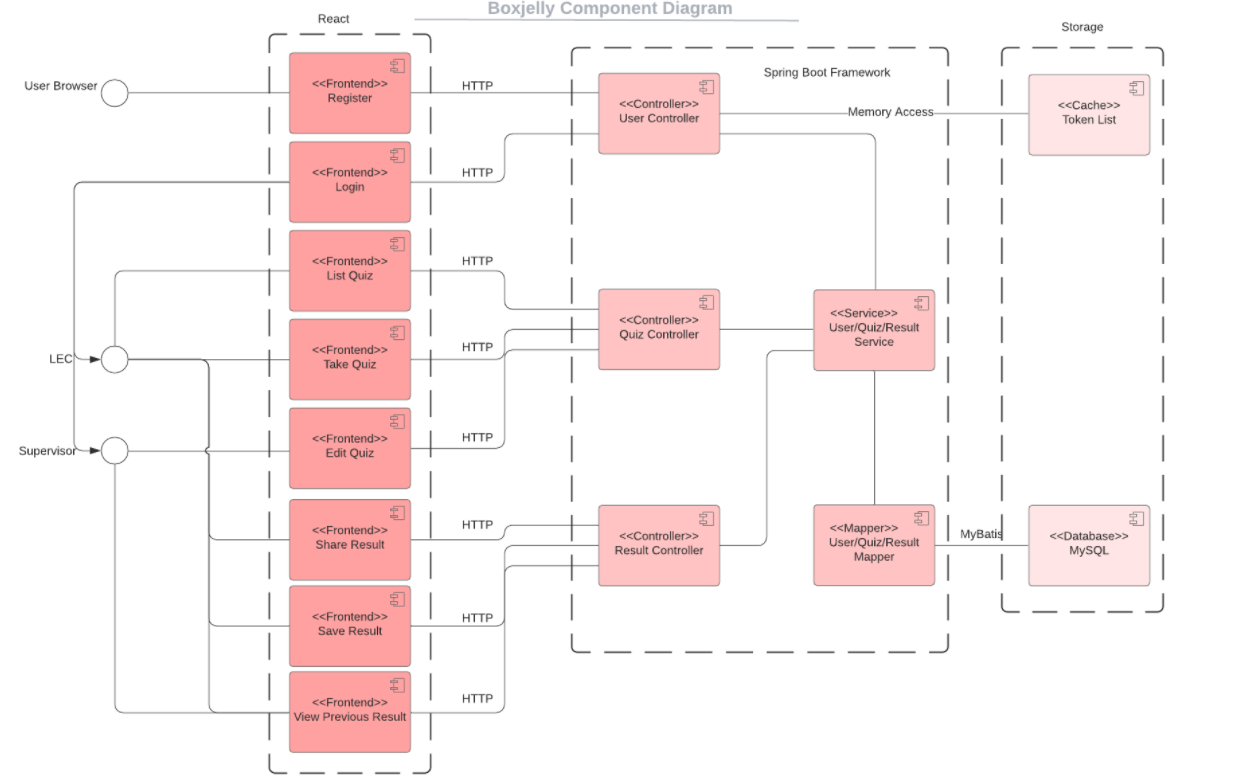 Boxjelly Component Diagram
React
Storage
Spring Boot Framework
User Browser
<<Frontend>>
Register
HTTP
<<Controller>>
User Controller
Memory Access
<<Cache>>
Token List
<<Frontend>>
Login
HTTP
<<Frontend>>
List Quiz
HTTP
<<Controller>>
Quiz Controller
<<Service>>
User/Quiz/Result
Service
LEC
<<Frontend>>
Take Quiz
HTTP
Supervisor
<<Frontend>>
Edit Quiz
HTTP
<<Frontend>>
Share Result
HTTP
<<Controller>>
Result Controller
<<Mapper>>
User/Quiz/Result
Mapper
MyBatis
<<Database>>
MySQL
<<Frontend>>
Save Result
HTTP
<<Frontend>>
View Previous Result
HTTP